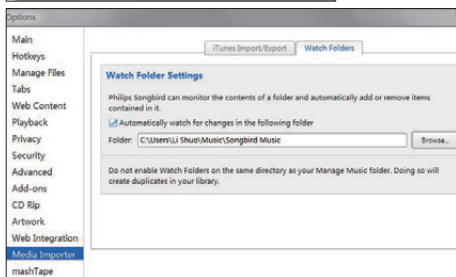 Options
Main
Hotkeys
Manage Files
Tabs
Web Content
Playback
Privacy
Security
Advanced
Add-ons
CD Rip
Artwork
Web Integration
Media Importer
mashTape
iTunes Import/Export
Watch Folders
Watch Folder Settings
Philips Songbird can monitor the contents of a folder and automatically add or remove items
contained in it.
Automatically watch for changes in the following folder
Folder: C:\Users\Li Shuo\Music\Songbird Music
Browse...
Do not enable Watch Folders on the same directory as your Manage Music folder. Doing so will
create duplicates in your library.